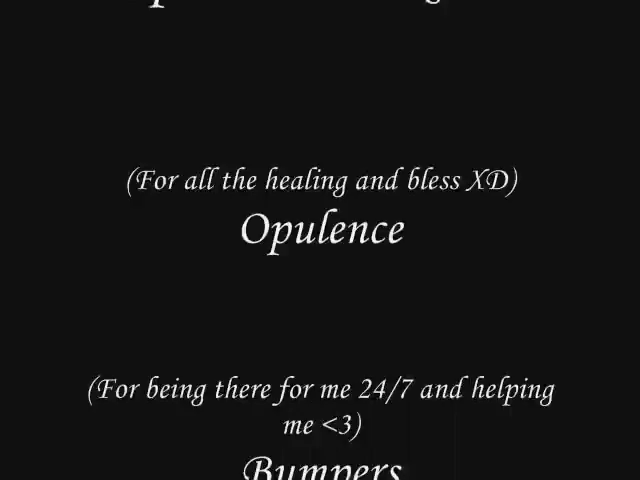 (For all the healing and bless XD)
Opulence
(For being there for me 24/7 and helping
me <3)
Bumpers